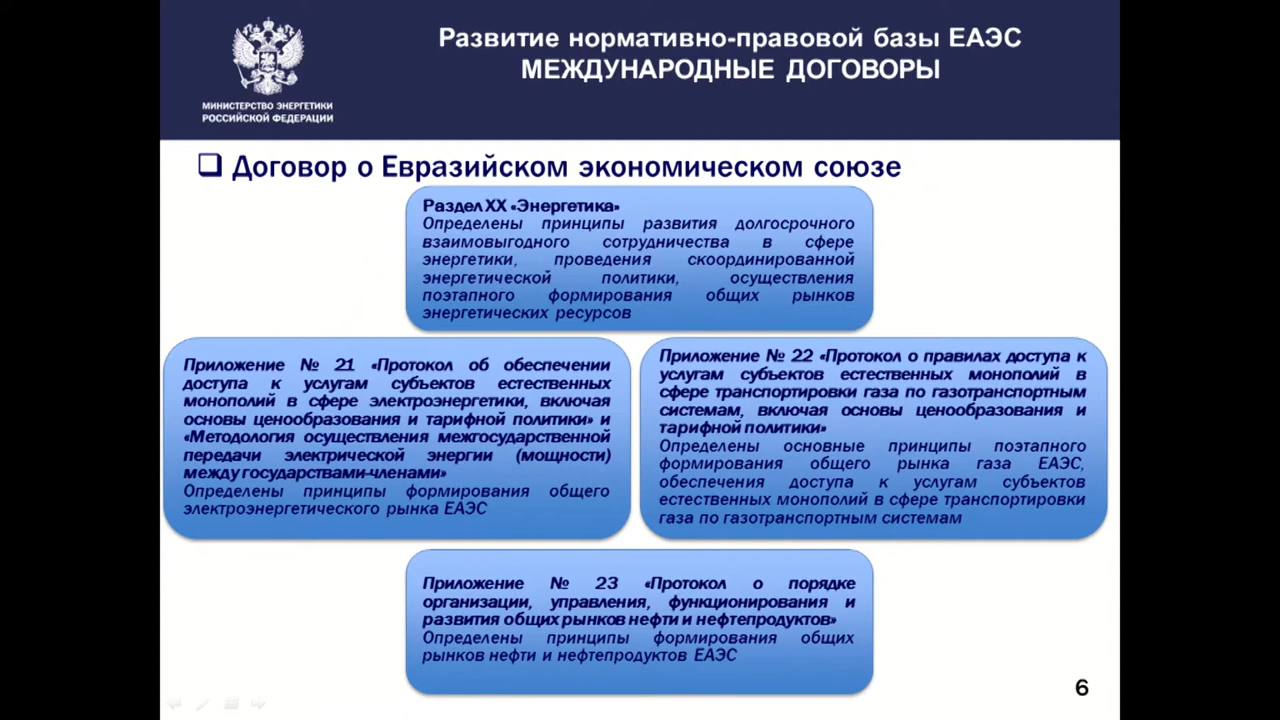 Развитие нормативно-правовой базы ЕАЭС
МЕЖДУНАРОДНЫЕ ДОГОВОРЫ
МИНИСТЕРСТВО ЭНЕРГЕТИКИ
РОССИЙСКОЙ ФЕДЕРАЦИИ
Договор о Евразийском экономическом союзе
Раздел XX «Энергетика»
Определены принципы развития долгосрочного
взаимовыгодного сотрудничества в сфере
энергетики, проведения скоординированной
энергетической политики, осуществления
поэтапного формирования общих рынков
энергетических ресурсов
Приложение № 21 «Протокол об обеспечении
доступа к услугам субъектов естественных
монополий в сфере электроэнергетики, включая
основы ценообразования и тарифной политики» и
«Методология осуществления межгосударственной
передачи электрической энергии (мощности)
между государствами-членами»
Определены принципы формирования общего
электроэнергетического рынка ЕАЭС
Приложение № 22 «Протокол о правилах доступа к
услугам субъектов естественных монополий в
сфере транспортировки газа по газотранспортным
системам, включая основы ценообразования и
тарифной политики»
Определены основные принципы поэтапного
формирования общего рынка газа ЕАЭС,
обеспечения доступа к услугам субъектов
естественных монополий в сфере транспортировки
газа по газотранспортным системам
Приложение № 23 «Протокол о порядке
организации, управления, функционирования и
развития общих рынков нефти и нефтепродуктов»
Определены принципы формирования общих
рынков нефти и нефтепродуктов ЕАЭС
6